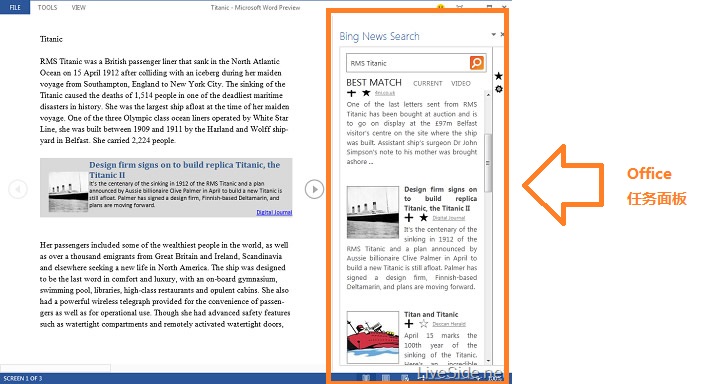 FILE TOOLS VIEW Titanic - Microsoft Word Preview
Titanic
RMS Titanic was a British passenger liner that sank in the North Atlantic
Ocean on 15 April 1912 after colliding with an iceberg during her maiden
voyage from Southampton, England to New York City. The sinking of the
Titanic caused the deaths of 1,514 people in one of the deadliest maritime
disasters in history. She was the largest ship afloat at the time of her maiden
voyage. One of the three Olympic class ocean liners operated by White Star
Line, she was built between 1909 and 1911 by the Harland and Wolff ship-
yard in Belfast. She carried 2,224 people.
Design firm signs on to build replica Titanic, the
Titanic II
It's the centenary of the sinking in 1912 of the RMS Titanic and a plan
announced by Aussie billionaire Clive Palmer in April to build a new Titanic is
still afloat. Palmer has signed a design firm, Finnish-based Deltamarin, and
plans are moving forward.
Digital Journal
Her passengers included some of the wealthiest people in the world, as well
as over a thousand emigrants from Great Britain and Ireland, Scandinavia
and elsewhere seeking a new life in North America. The ship was designed
to be the last word in comfort and luxury, with an on-board gymnasium,
swimming pool, libraries, high-class restaurants and opulent cabins. She also
had a powerful wireless telegraph provided for the convenience of passen-
gers as well as for operational use. Though she had advanced safety features
such as watertight compartments and remotely activated watertight doors,
SCREEN 1 OF 3
Bing News Search
RMS Titanic
BEST MATCH CURRENT VIDEO
One of the last letters sent from RMS
Titanic has been bought at auction and is
to go on display at the £97m Belfast
visitor's centre on the site where the ship
was built. Assistant ship's surgeon Dr John
Simpson's note to his mother was brought
ashore ...
Design firm signs on
to build replica
Titanic, the Titanic II
Digital Journal
It's the centenary of the
sinking in 1912 of the
RMS Titanic and a plan announced by
Aussie billionaire Clive Palmer in April to
build a new Titanic is still afloat. Palmer has
signed a design firm, Finnish-based
Deltamarin, and plans are moving forward.
Titan and Titanic
Deccan Herald
April 15 marks the
100th year of the
sinking of the Titanic.
Here's an incredible
LiveSide.ne
100%
Office
任务面板